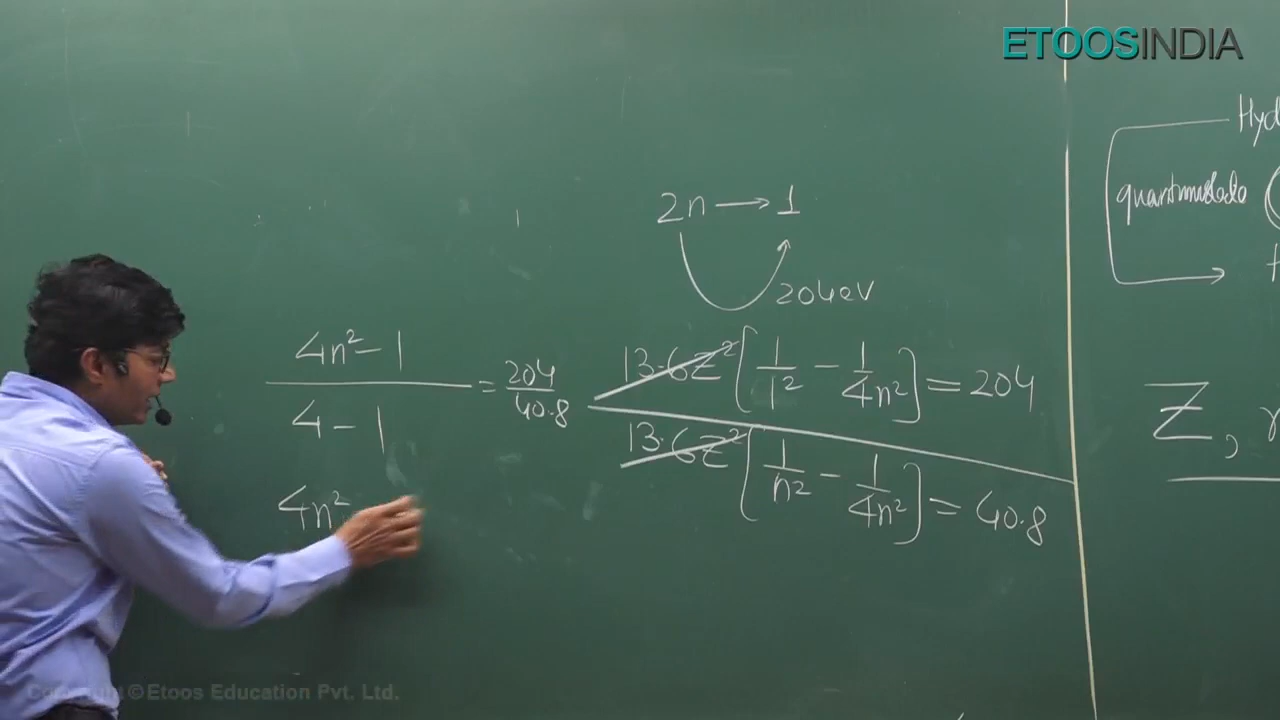 ETOOSINDIA
2n → 1
204eV
4n² - 1 / 4 - 1 = 204 / 40.8
13.6Z² [1/1² - 1/4n²] = 204
13.6Z² [1/n² - 1/4n²] = 40.8
4n²
Hyd
Z,
Copyright © Etoos Education Pvt. Ltd.